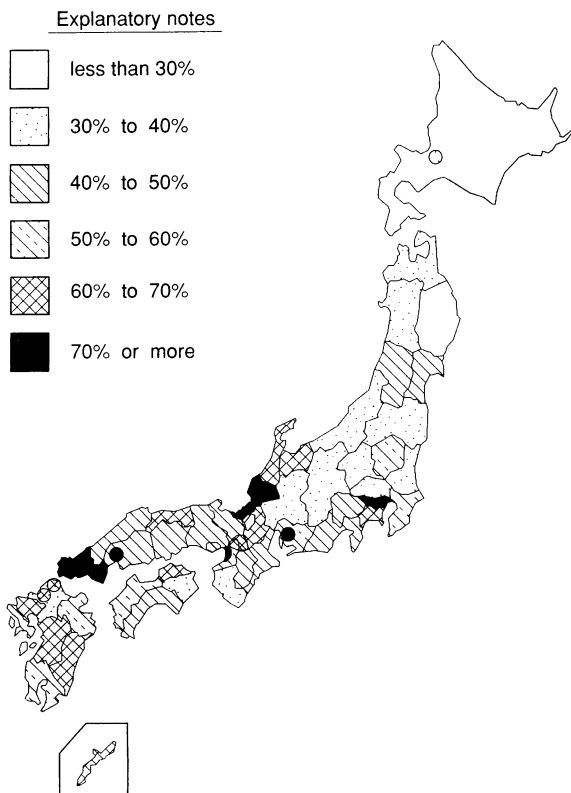 Explanatory notes
less than 30%
30% to 40%
40% to 50%
50% to 60%
60% to 70%
70% or more